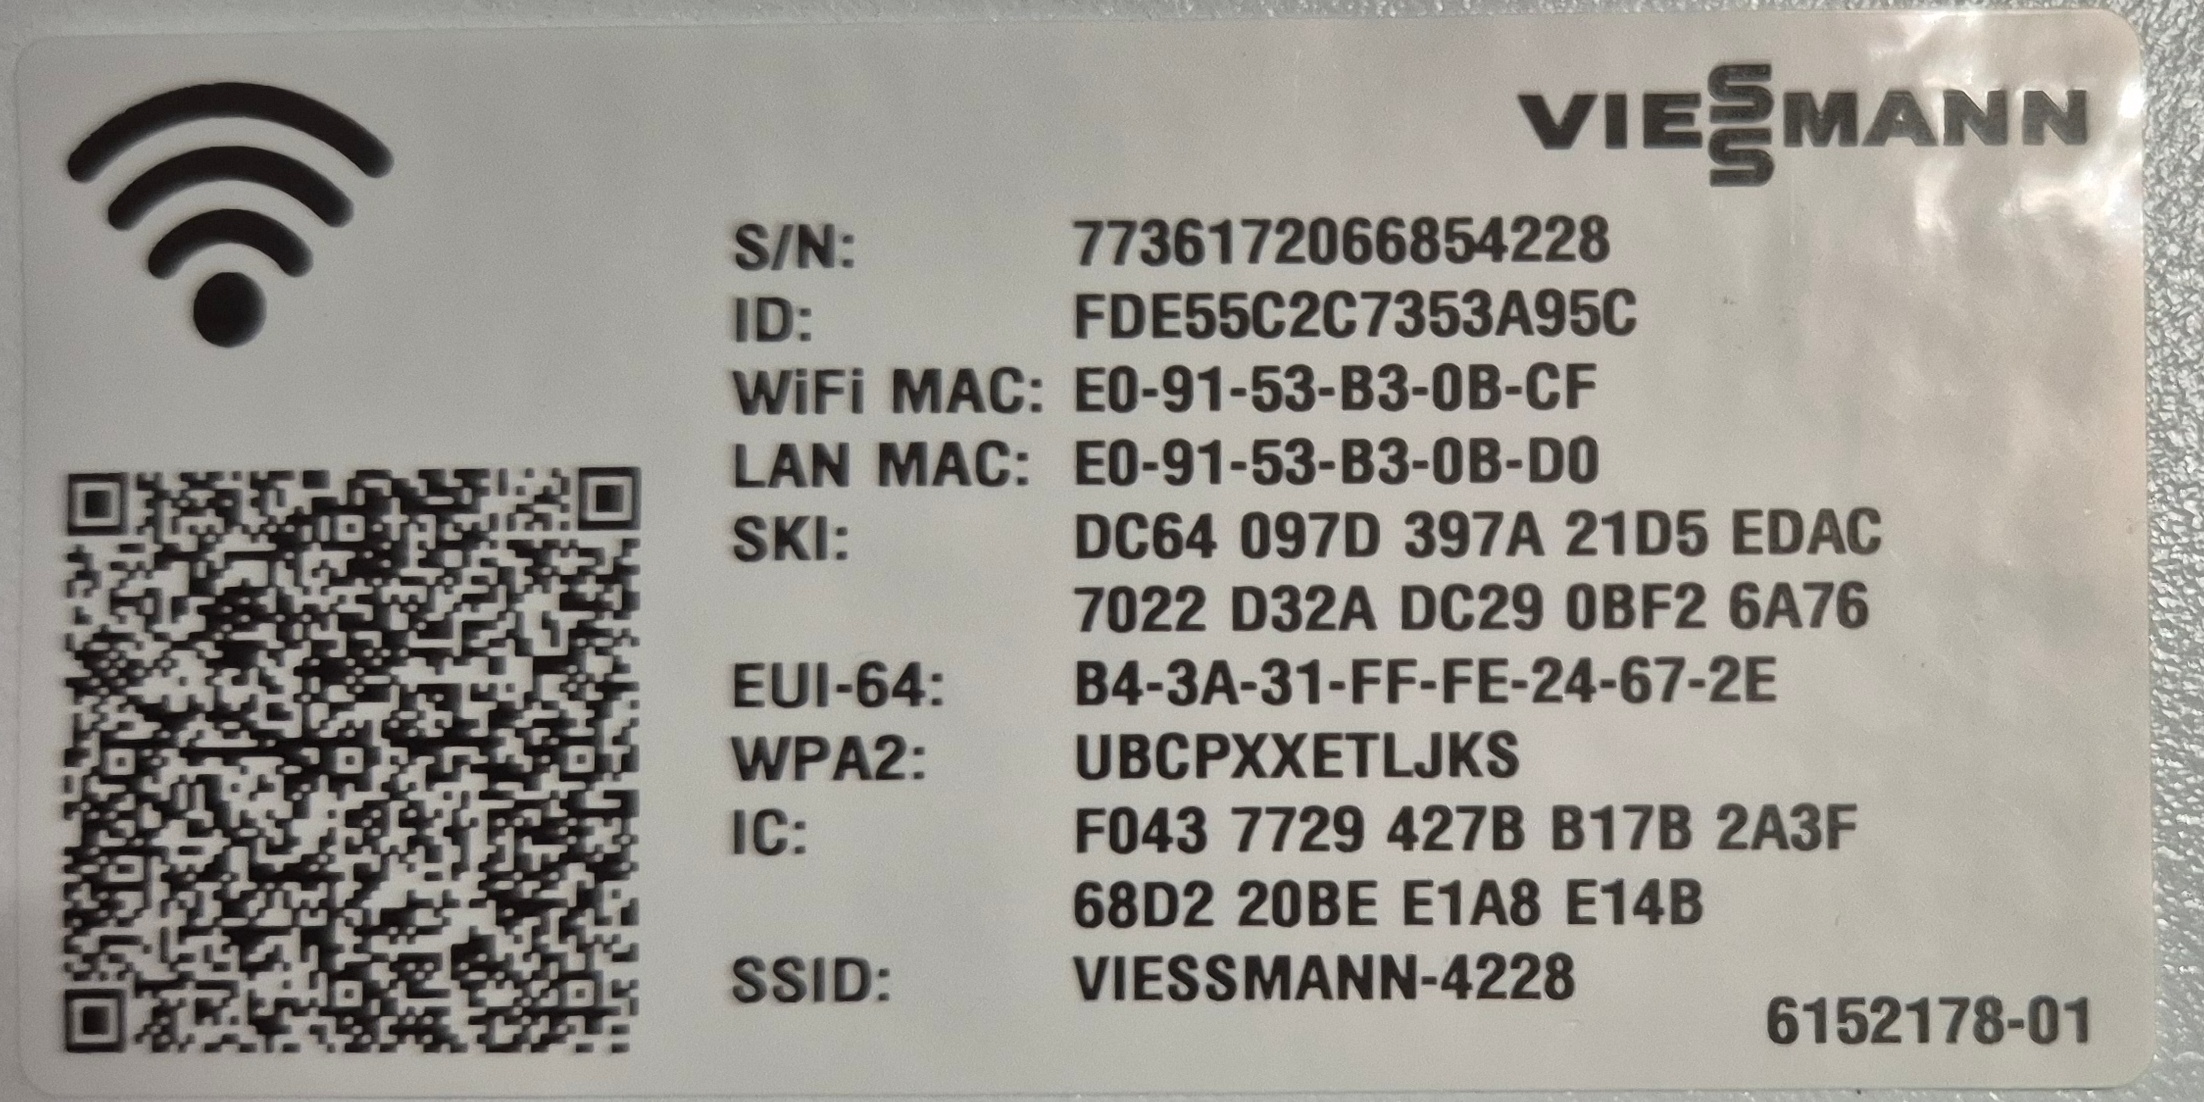 VIESSMANN
S/N: 7736172066854228
ID: FDE55C2C7353A95C
WiFi MAC: E0-91-53-B3-0B-CF
LAN MAC: E0-91-53-B3-0B-D0
SKI: DC64 097D 397A 21D5 EDAC
7022 D32A DC29 0BF2 6A76
EUI-64: B4-3A-31-FF-FE-24-67-2E
WPA2: UBCPXXETLJKS
IC: F043 7729 427B B17B 2A3F
68D2 20BE E1A8 E14B
SSID: VIESSMANN-4228
6152178-01